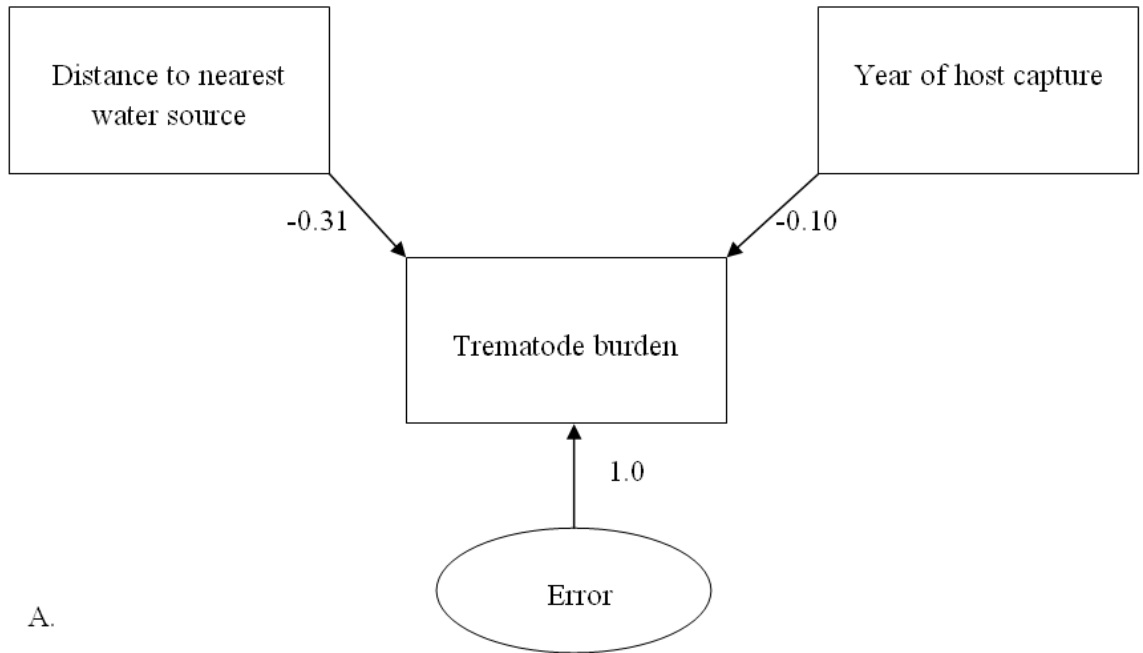 Distance to nearest
water source
Year of host capture
-0.31
-0.10
Trematode burden
1.0
Error
A.